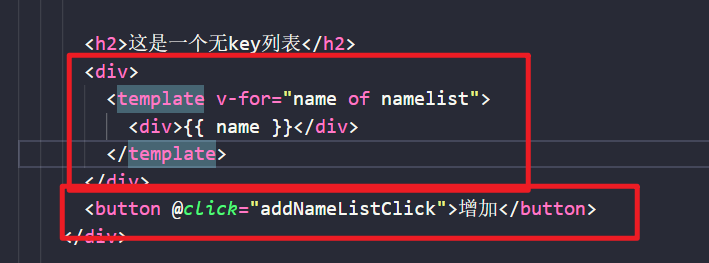 <h2>这是一个无key列表</h2>
<div>
<template v-for="name of namelist">
<div>{{ name }}</div>
</template>
</div>
<button @click="addNameListClick">增加</button>
</div>